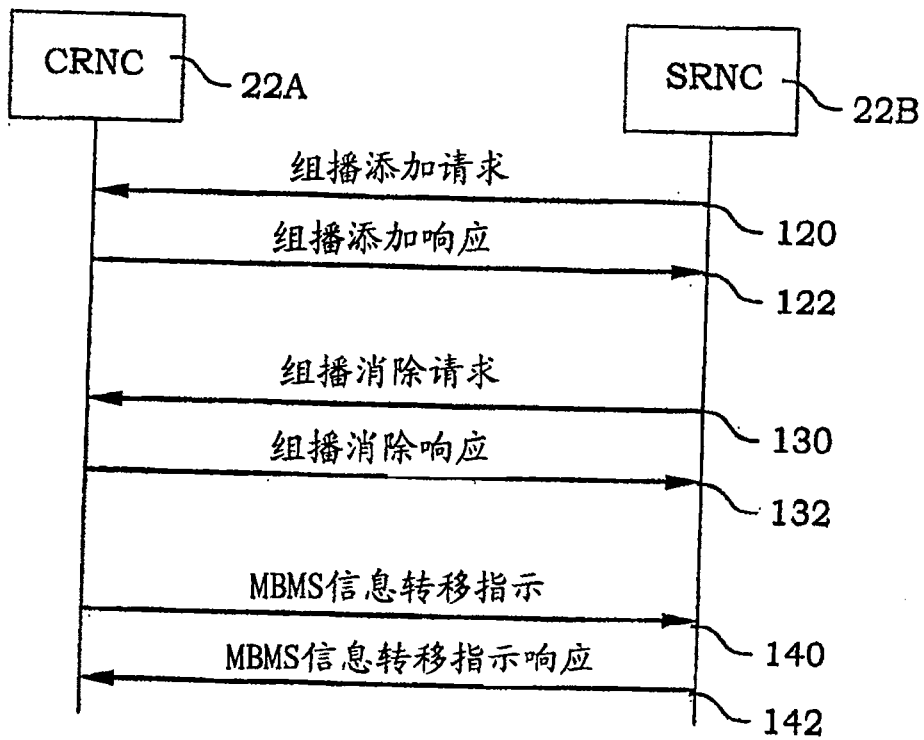 CRNC
22A
SRNC
22B
组播添加请求
120
组播添加响应
122
组播消除请求
130
组播消除响应
132
MBMS信息转移指示
140
MBMS信息转移指示响应
142